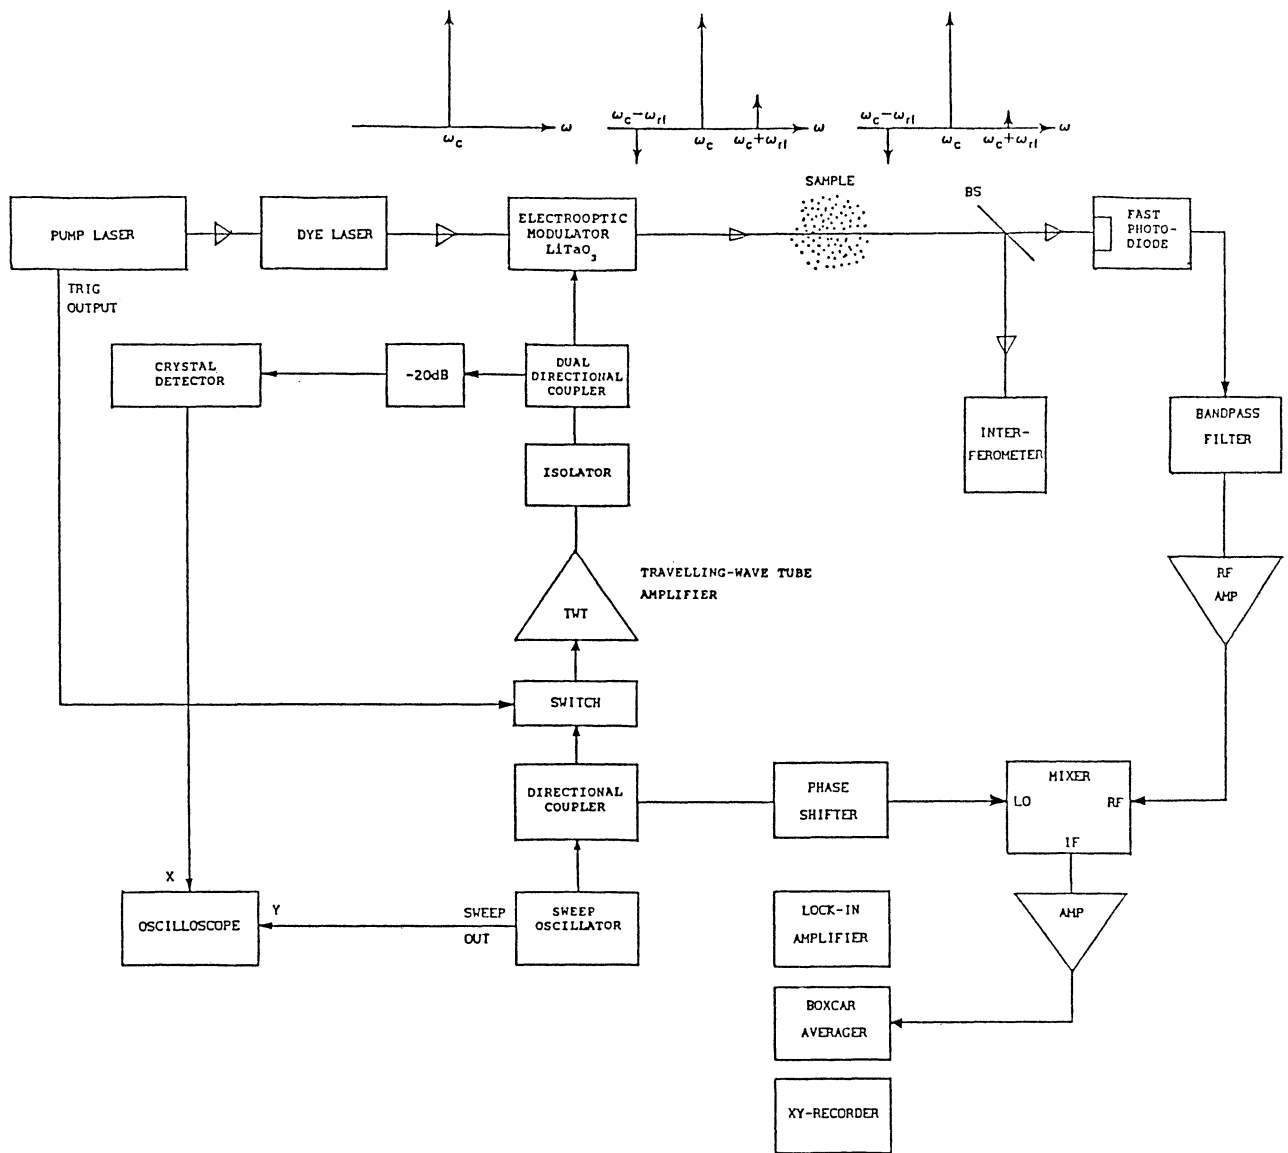 ω
ω_c
ω_c−ω_rf
ω_c
ω_c+ω_rf
ω
ω_c−ω_rf
ω_c
ω_c+ω_rf
ω
PUMP LASER
DYE LASER
ELECTROOPTIC
MODULATOR
LiTaO₃
SAMPLE
BS
FAST
PHOTO-
DIODE
TRIG
OUTPUT
CRYSTAL
DETECTOR
-20dB
DUAL
DIRECTIONAL
COUPLER
INTER-
FEROMETER
BANDPASS
FILTER
ISOLATOR
TWT
TRAVELLING-WAVE TUBE
AMPLIFIER
RF
AMP
SWITCH
DIRECTIONAL
COUPLER
PHASE
SHIFTER
MIXER
LO
RF
IF
X
OSCILLOSCOPE
Y
SWEEP
OUT
SWEEP
OSCILLATOR
LOCK-IN
AMPLIFIER
AMP
BOXCAR
AVERAGER
XY-RECORDER